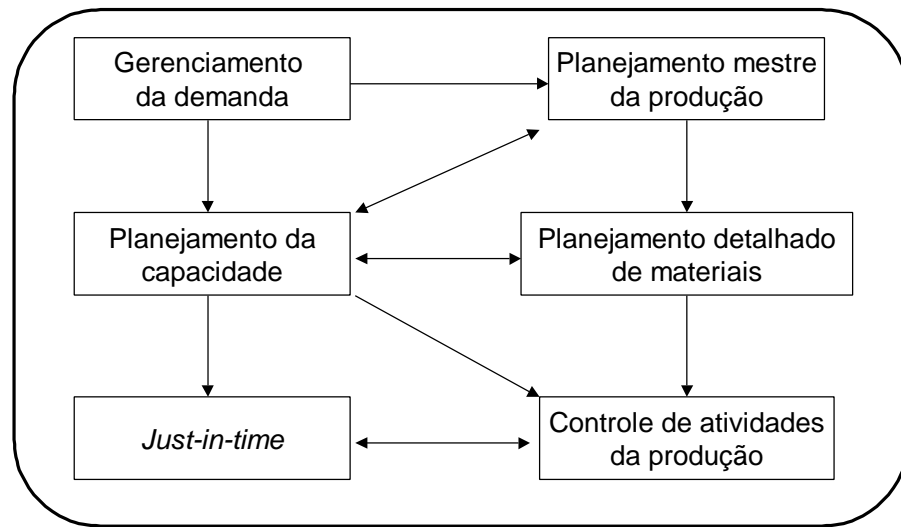 Gerenciamento
da demanda
Planejamento mestre
da produção
Planejamento da
capacidade
Planejamento detalhado
de materiais
Just-in-time
Controle de atividades
da produção